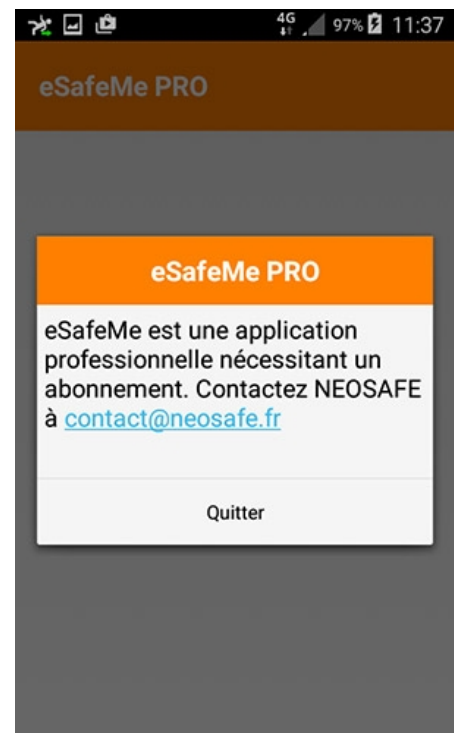 4G 97% 11:37
eSafeMe PRO
eSafeMe PRO
eSafeMe est une application
professionnelle nécessitant un
abonnement. Contactez NEOSAFE
à contact@neosafe.fr
Quitter